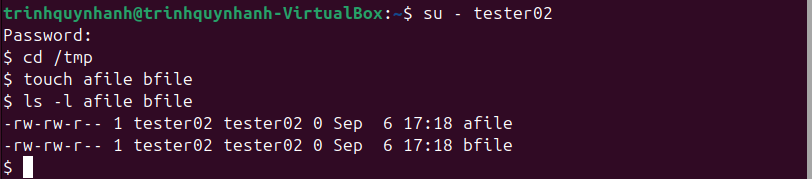 trinhquynhanh@trinhquynhanh-VirtualBox:~$ su - tester02
Password:
$ cd /tmp
$ touch afile bfile
$ ls -l afile bfile
-rw-rw-r-- 1 tester02 tester02 0 Sep  6 17:18 afile
-rw-rw-r-- 1 tester02 tester02 0 Sep  6 17:18 bfile
$